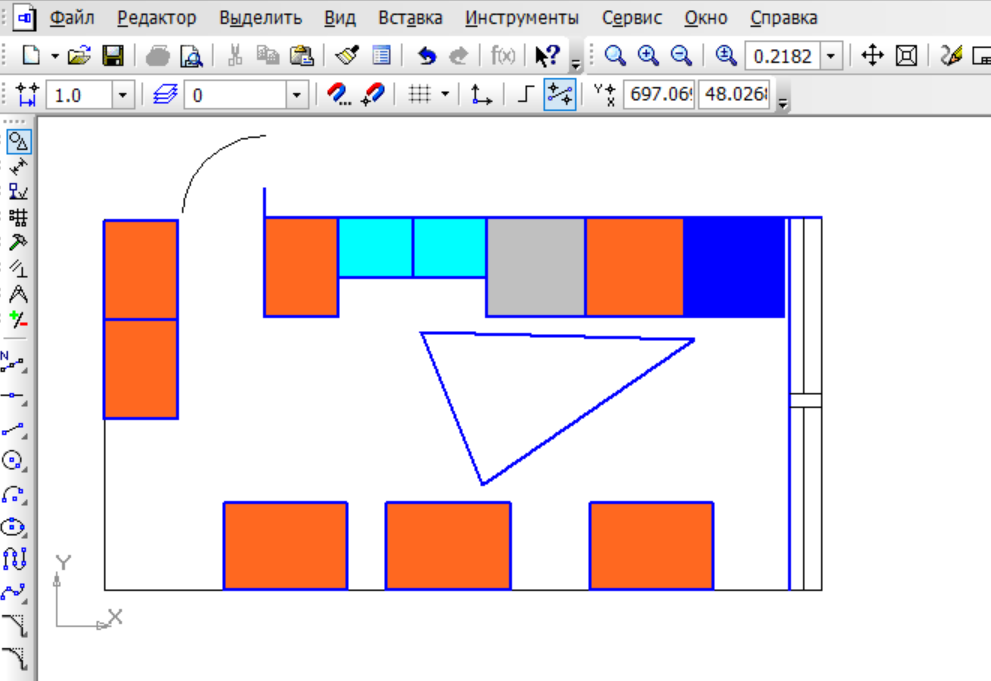 Файл Редактор Выделить Вид Вставка Инструменты Сервис Окно Справка
f(x) 0.2182
1.0 0 Y X 697.06 48.026
N
Y
X